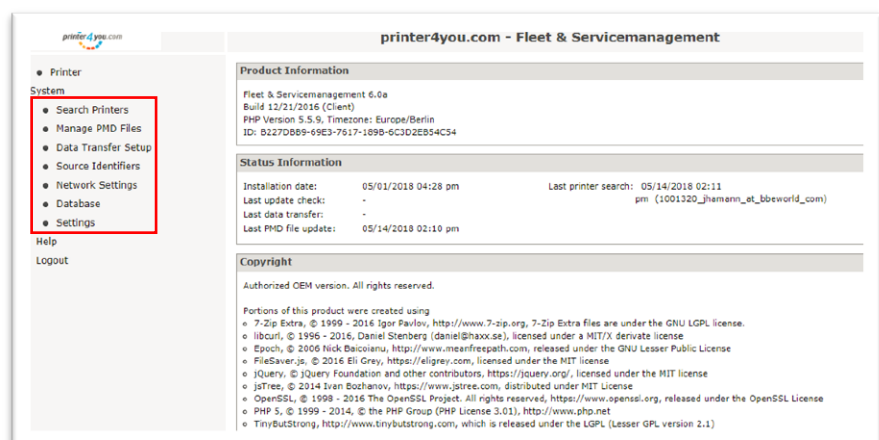 printer4you.com
printer4you.com - Fleet & Servicemanagement
Printer
System
Search Printers
Manage PMD Files
Data Transfer Setup
Source Identifiers
Network Settings
Database
Settings
Help
Logout
Product Information
Fleet & Servicemanagement 6.0a
Build 12/21/2016 (Client)
PHP Version 5.5.9, Timezone: Europe/Berlin
ID: B227DBB9-69E3-7617-189B-6C3D2EB54C54
Status Information
Installation date: 05/01/2018 04:28 pm Last printer search: 05/14/2018 02:11
Last update check: - pm (1001320_jhamann_at_bbeworld_com)
Last data transfer: -
Last PMD file update: 05/14/2018 02:10 pm
Copyright
Authorized OEM version. All rights reserved.
Portions of this product were created using
7-Zip Extra, © 1999 - 2016 Igor Pavlov, http://www.7-zip.org, 7-Zip Extra files are under the GNU LGPL license.
libcurl, © 1996 - 2016, Daniel Stenberg (daniel@haxx.se), licensed under a MIT/X derivate license
Epoch, © 2006 Nick Baicoianu, http://www.meanfreepath.com, released under the GNU Lesser Public License
FileSaver.js, © 2016 Eli Grey, https://eligrey.com, licensed under the MIT license
jQuery, © jQuery Foundation and other contributors, https://jquery.org/, licensed under the MIT license
jsTree, © 2014 Ivan Bozhanov, https://www.jstree.com, distributed under MIT License
OpenSSL, © 1998 - 2016 The OpenSSL Project. All rights reserved, https://www.openssl.org, released under the OpenSSL License
PHP 5, © 1999 - 2014, © the PHP Group (PHP License 3.01), http://www.php.net
TinyButStrong, http://www.tinybutstrong.com, which is released under the LGPL (Lesser GPL version 2.1)